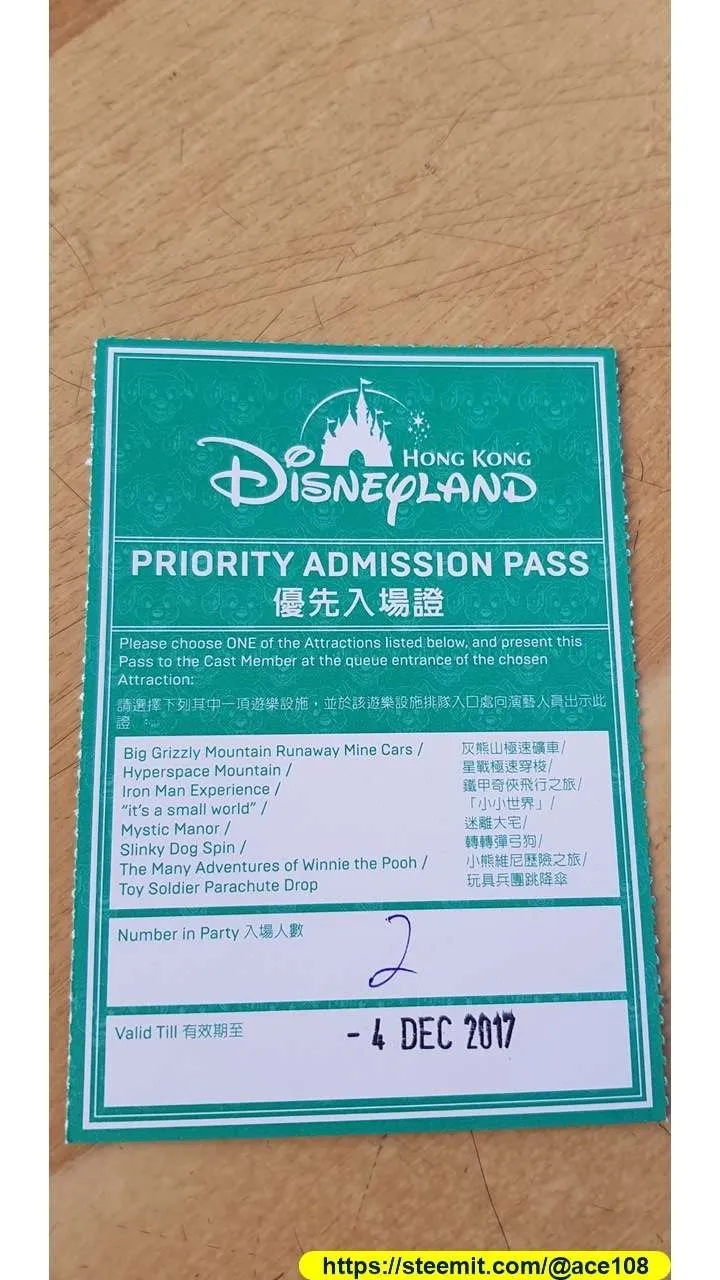 HONG KONG
DISNEYLAND
PRIORITY ADMISSION PASS
優先入場證
Please choose ONE of the Attractions listed below, and present this
Pass to the Cast Member at the queue entrance of the chosen
Attraction:
請選擇下列其中一項遊樂設施，並於該遊樂設施排隊入口處向演藝人員出示此
證：
Big Grizzly Mountain Runaway Mine Cars /
Hyperspace Mountain /
Iron Man Experience /
“it's a small world” /
Mystic Manor /
Slinky Dog Spin /
The Many Adventures of Winnie the Pooh /
Toy Soldier Parachute Drop
灰熊山極速礦車/
星戰極速穿梭/
鐵甲奇俠飛行之旅/
「小小世界」/
迷離大宅/
轉轉彈弓狗/
小熊維尼歷險之旅/
玩具兵團跳降傘
Number in Party 入場人數 2
Valid Till 有效期至 - 4 DEC 2017
https://steemit.com/@ace108